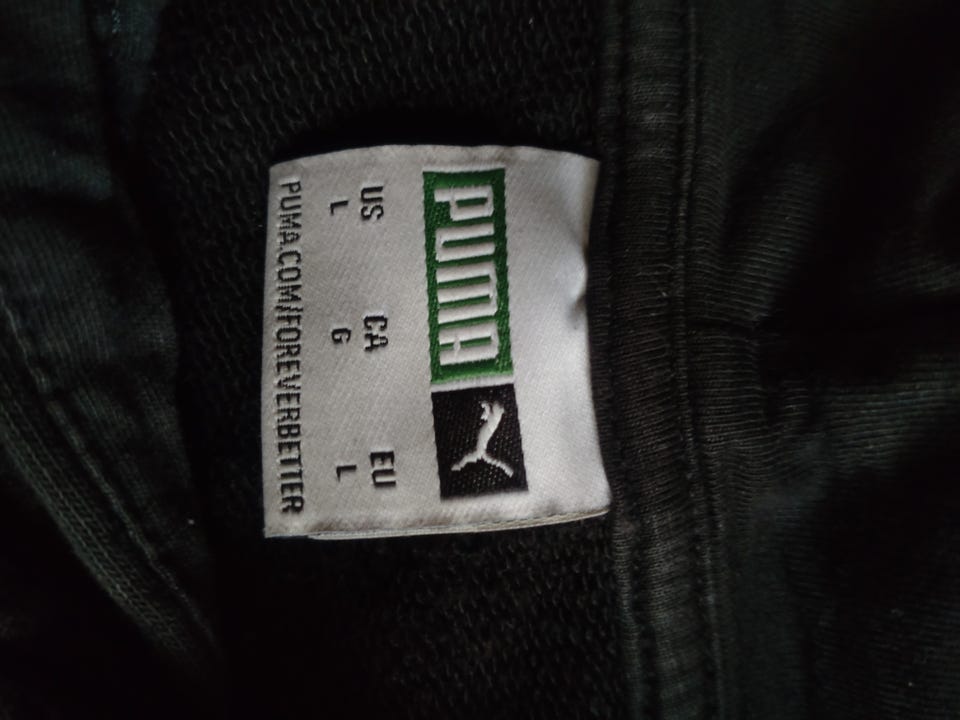 PUMA
US CA EU
L G L
PUMA.COM/FOREVERBETTER